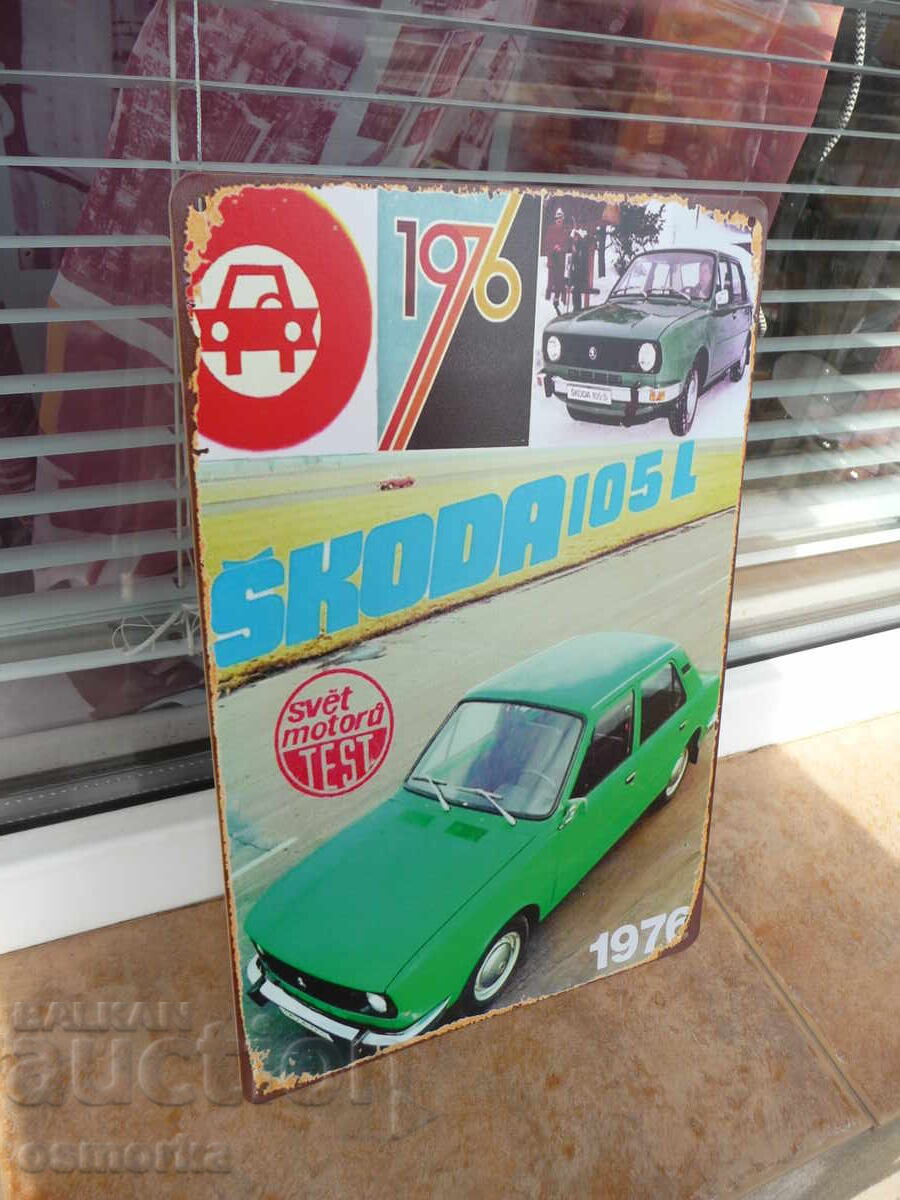 1976
ŠKODA 105 S
ŠKODA 105 L
Svět
motorů
TEST
1976
BALKAN
auction
osmorka